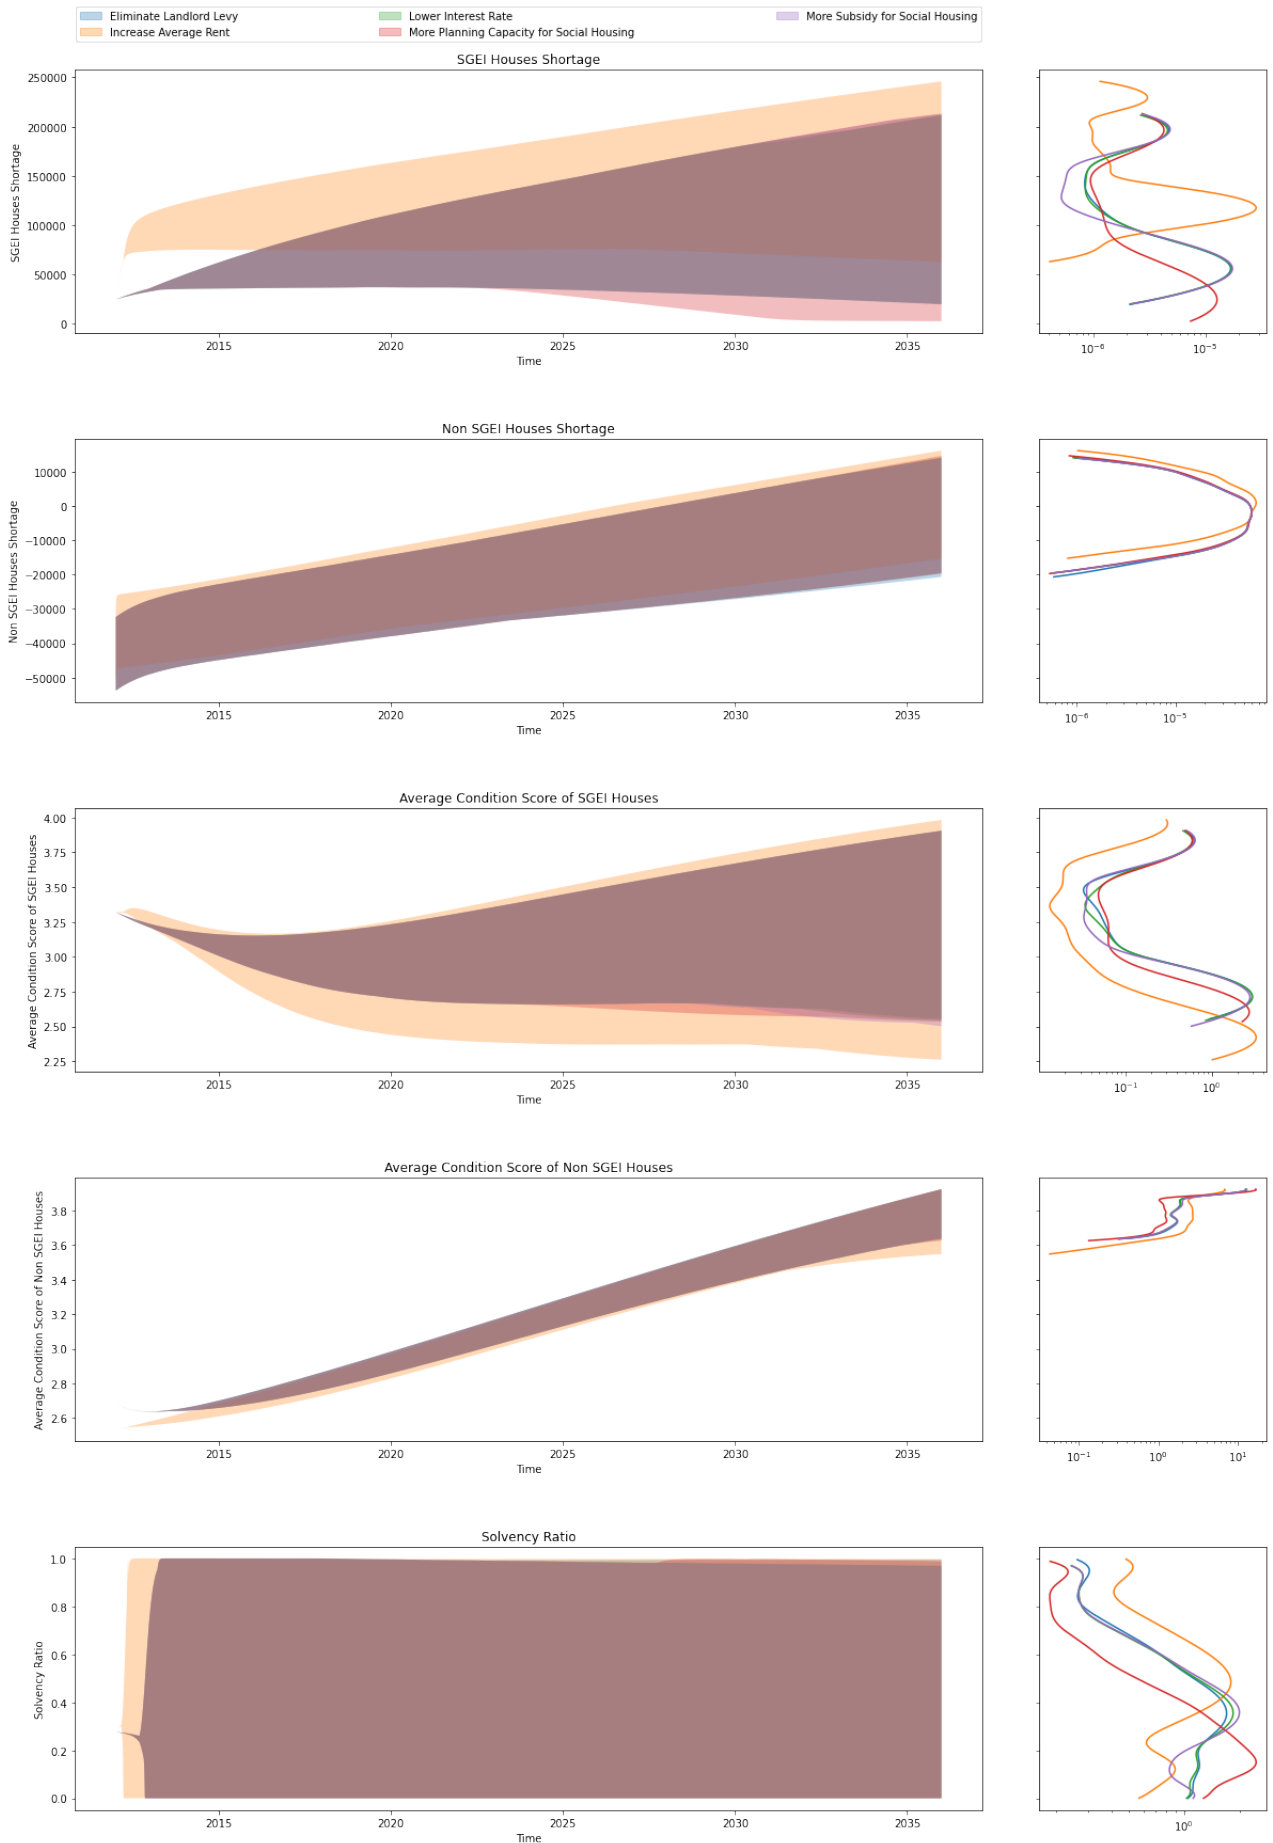 Eliminate Landlord Levy
Increase Average Rent
Lower Interest Rate
More Planning Capacity for Social Housing
More Subsidy for Social Housing
SGEI Houses Shortage
SGEI Houses Shortage
250000
200000
150000
100000
50000
0
2015 2020 2025 2030 2035
Time
10⁻⁶ 10⁻⁵
Non SGEI Houses Shortage
Non SGEI Houses Shortage
10000
0
−10000
−20000
−30000
−40000
−50000
2015 2020 2025 2030 2035
Time
10⁻⁶ 10⁻⁵
Average Condition Score of SGEI Houses
Average Condition Score of SGEI Houses
4.00
3.75
3.50
3.25
3.00
2.75
2.50
2.25
2015 2020 2025 2030 2035
Time
10⁻¹ 10⁰
Average Condition Score of Non SGEI Houses
Average Condition Score of Non SGEI Houses
3.8
3.6
3.4
3.2
3.0
2.8
2.6
2015 2020 2025 2030 2035
Time
10⁻¹ 10⁰ 10¹
Solvency Ratio
Solvency Ratio
1.0
0.8
0.6
0.4
0.2
0.0
2015 2020 2025 2030 2035
Time
10⁰